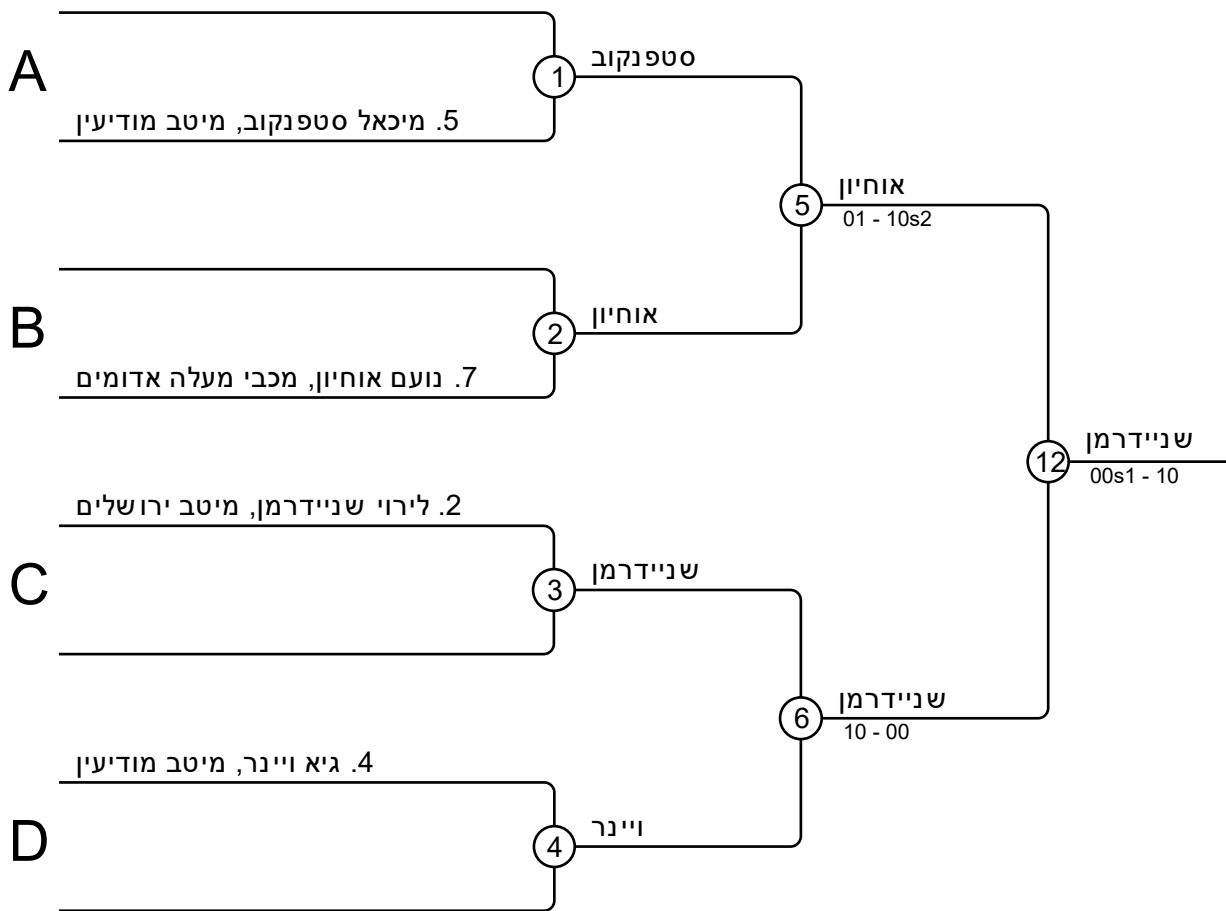 A
1
סטפנקוב
5. מיכאל סטפנקוב, מיטב מודיעין
5
אוחיון
01 - 10s2
B
2
אוחיון
7. נועם אוחיון, מכבי מעלה אדומים
12
שניידרמן
00s1 - 10
2. לירוי שניידרמן, מיטב ירושלים
C
3
שניידרמן
6
שניידרמן
10 - 00
4. גיא ויינר, מיטב מודיעין
D
4
ויינר